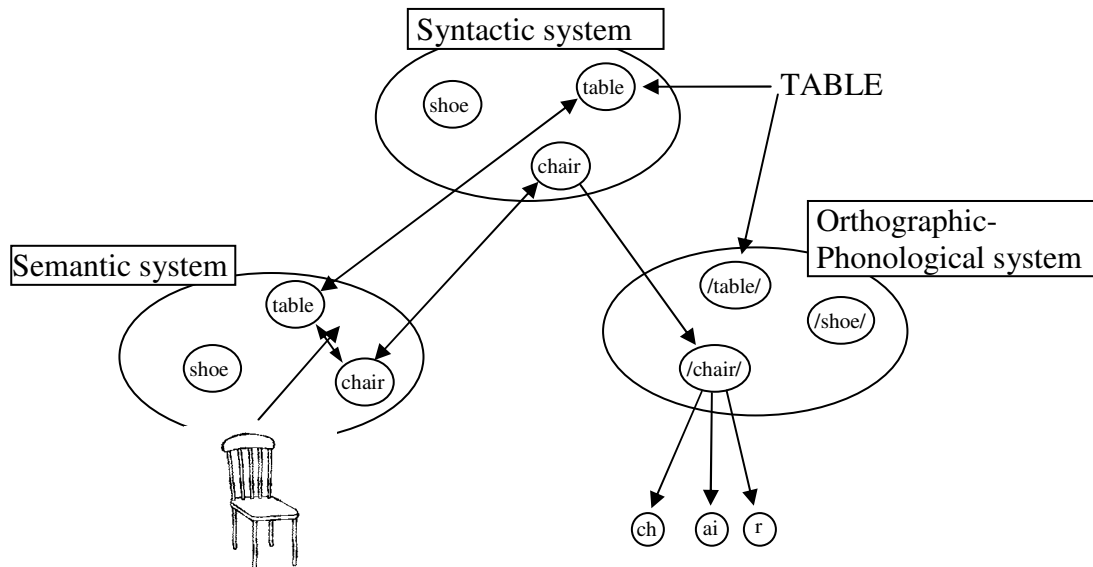 Syntactic system
table
shoe
TABLE
chair
Orthographic-
Phonological system
Semantic system
/table/
table
/shoe/
shoe
chair
/chair/
ch
ai
r